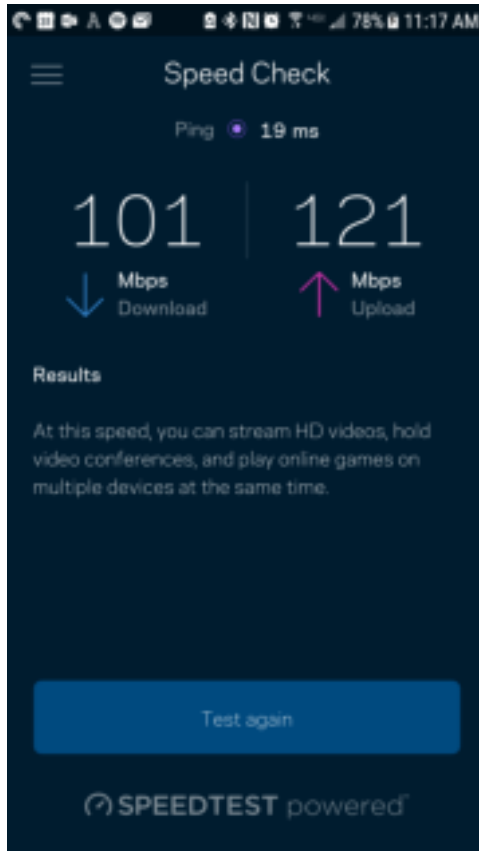 78% 11:17 AM
Speed Check
Ping 19 ms
101 121
Mbps Mbps
Download Upload
Results
At this speed, you can stream HD videos, hold
video conferences, and play online games on
multiple devices at the same time.
Test again
SPEEDTEST powered™